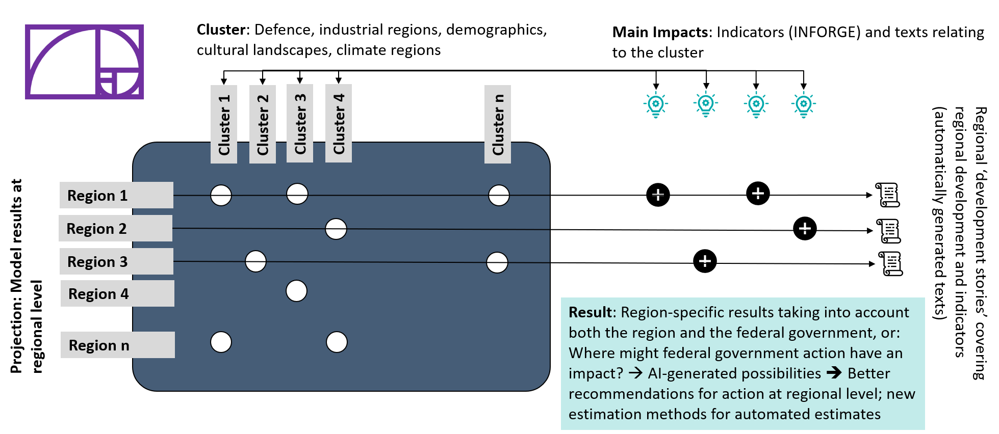 Cluster: Defence, industrial regions, demographics,
cultural landscapes, climate regions
Main Impacts: Indicators (INFORGE) and texts relating
to the cluster
Cluster 1
Cluster 2
Cluster 3
Cluster 4
Cluster n
Projection: Model results at
regional level
Region 1
Region 2
Region 3
Region 4
Region n
Regional ‘development stories’ covering
regional development and indicators
(automatically generated texts)
Result: Region-specific results taking into account
both the region and the federal government, or:
Where might federal government action have an
impact? → AI-generated possibilities ➔ Better
recommendations for action at regional level; new
estimation methods for automated estimates